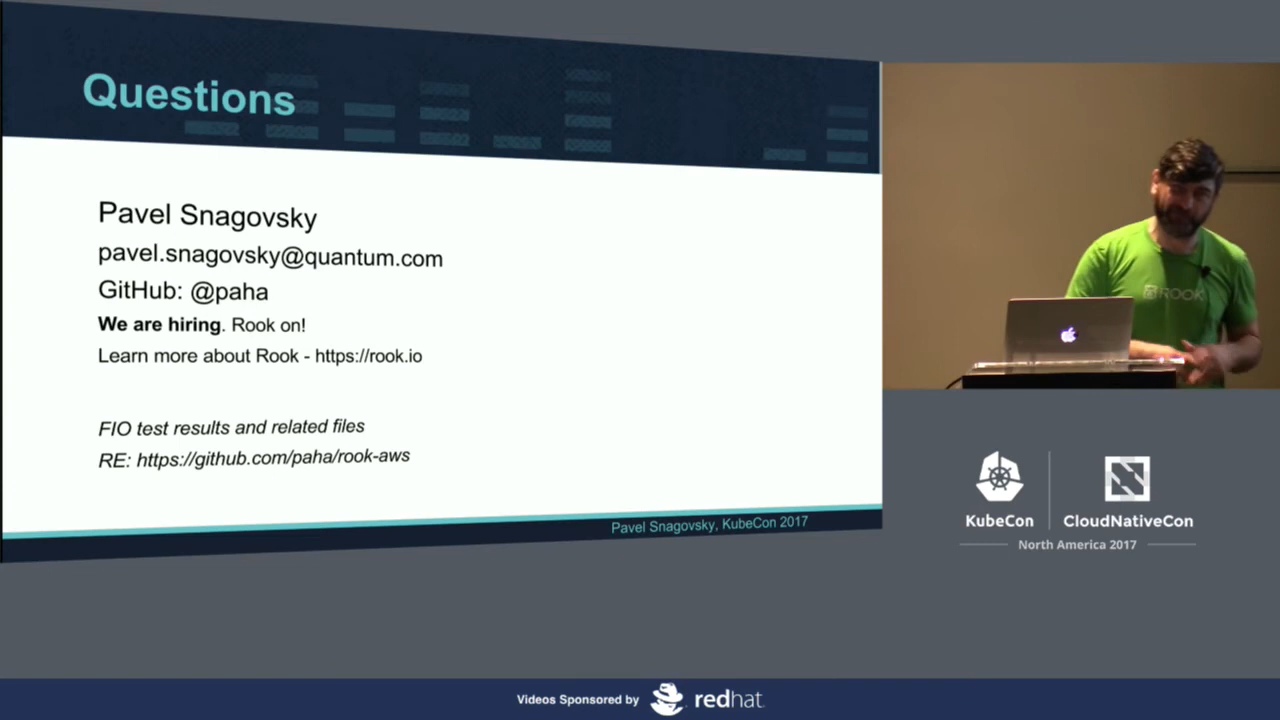 Questions
Pavel Snagovsky
pavel.snagovsky@quantum.com
GitHub: @paha
We are hiring. Rook on!
Learn more about Rook - https://rook.io
FIO test results and related files
RE: https://github.com/paha/rook-aws
Pavel Snagovsky, KubeCon 2017
ROOK
KubeCon
CloudNativeCon
North America 2017
Videos Sponsored by
redhat